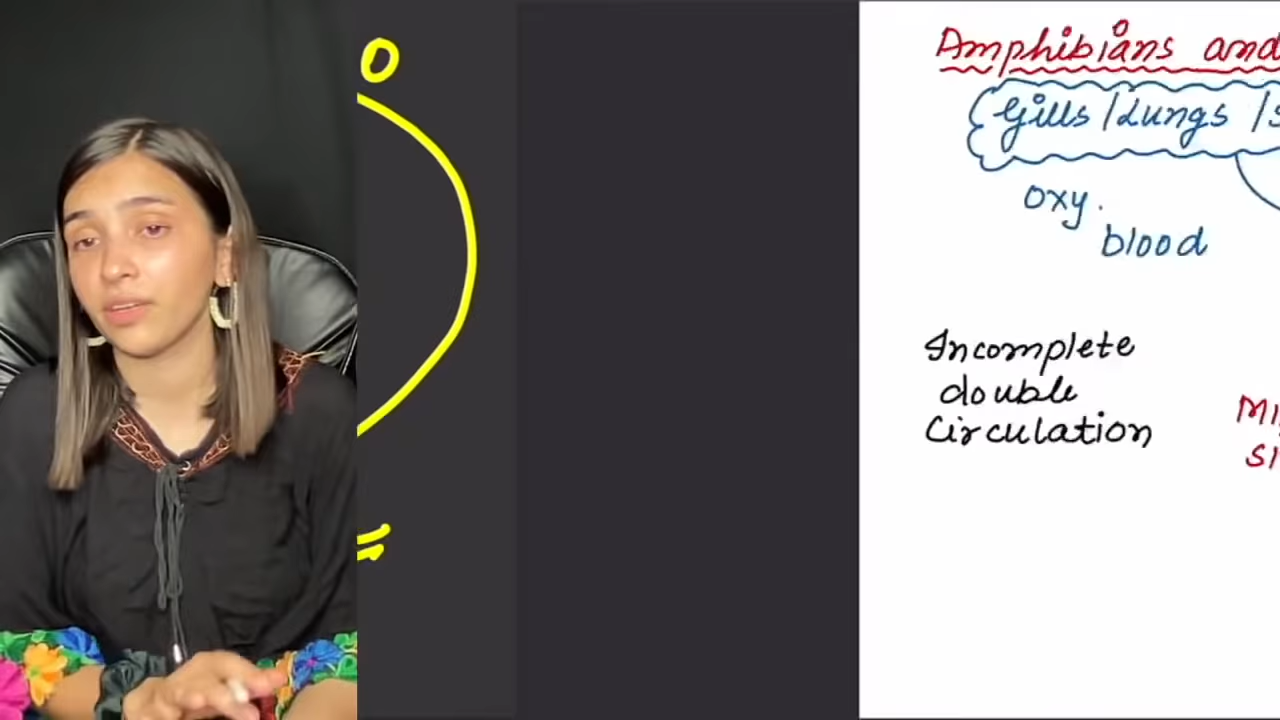 O
Amphibians and
Gills / Lungs / S
oxy.
blood
Incomplete
double
Circulation